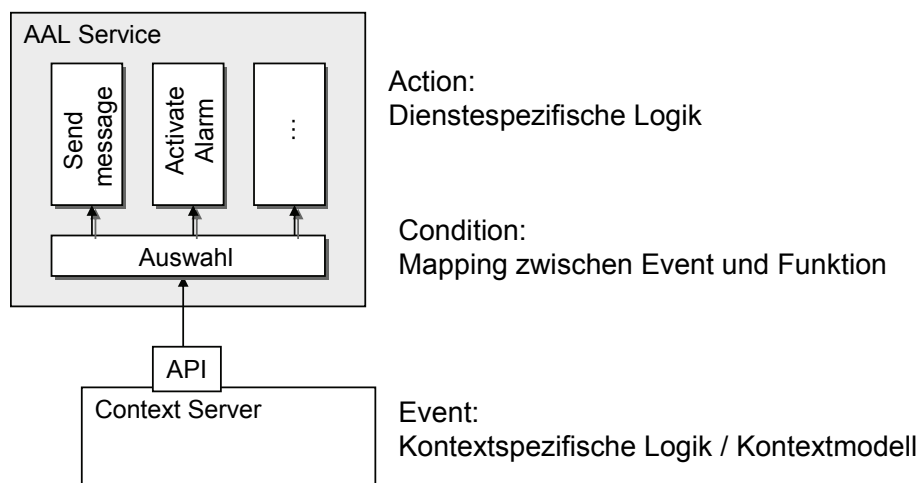 AAL Service
Send
message
Activate
Alarm
...
Action:
Dienstespezifische Logik
Auswahl
Condition:
Mapping zwischen Event und Funktion
API
Context Server
Event:
Kontextspezifische Logik / Kontextmodell